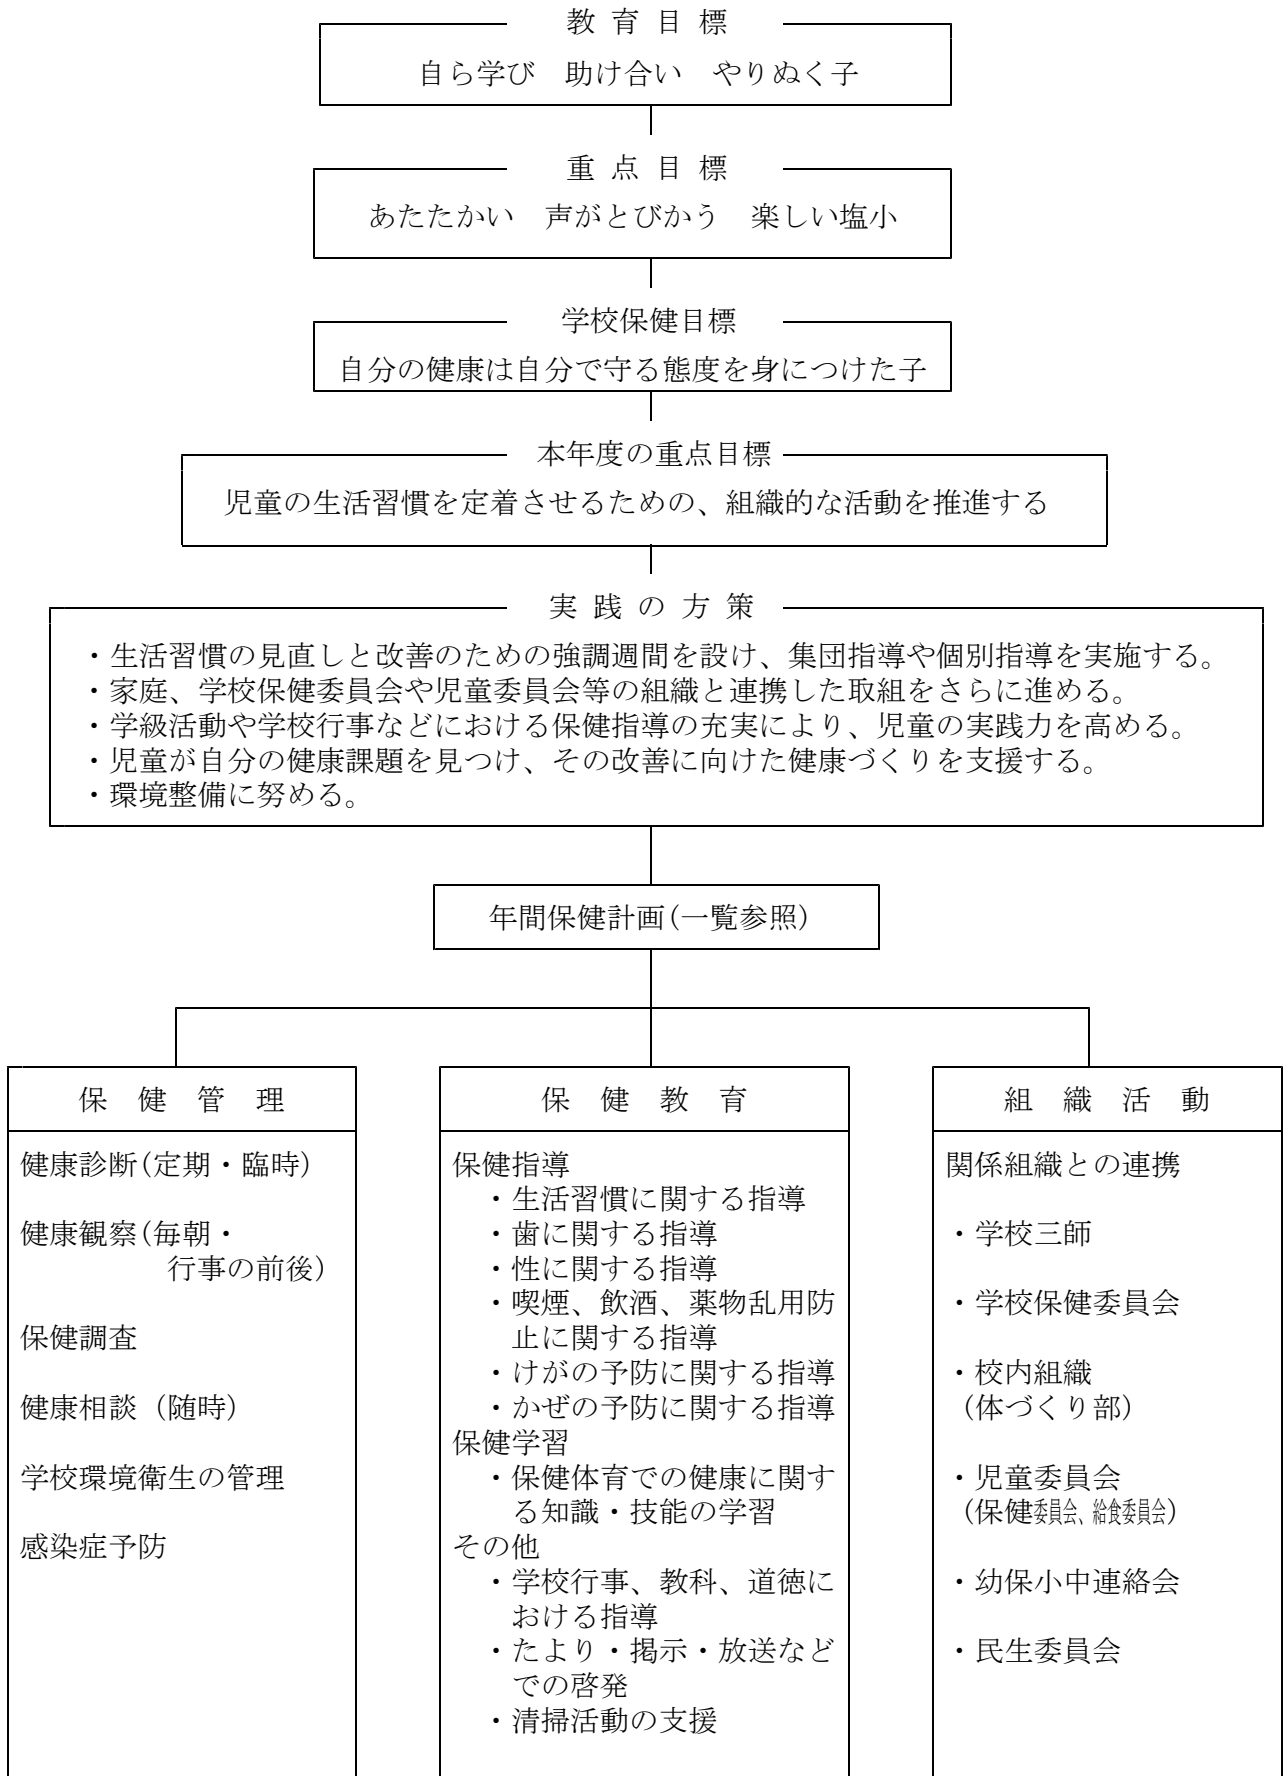 教 育 目 標
自ら学び　助け合い　やりぬく子
重 点 目 標
あたたかい　声がとびかう　楽しい塩小
学校保健目標
自分の健康は自分で守る態度を身につけた子
本年度の重点目標
児童の生活習慣を定着させるための、組織的な活動を推進する
実 践 の 方 策
・生活習慣の見直しと改善のための強調週間を設け、集団指導や個別指導を実施する。
・家庭、学校保健委員会や児童委員会等の組織と連携した取組をさらに進める。
・学級活動や学校行事などにおける保健指導の充実により、児童の実践力を高める。
・児童が自分の健康課題を見つけ、その改善に向けた健康づくりを支援する。
・環境整備に努める。
年間保健計画(一覧参照)
保　健　管　理
健康診断(定期・臨時)
健康観察(毎朝・
行事の前後)
保健調査
健康相談 (随時)
学校環境衛生の管理
感染症予防
保　健　教　育
保健指導
・生活習慣に関する指導
・歯に関する指導
・性に関する指導
・喫煙、飲酒、薬物乱用防
止に関する指導
・けがの予防に関する指導
・かぜの予防に関する指導
保健学習
・保健体育での健康に関す
る知識・技能の学習
その他
・学校行事、教科、道徳に
おける指導
・たより・掲示・放送など
での啓発
・清掃活動の支援
組　織　活　動
関係組織との連携
・学校三師
・学校保健委員会
・校内組織
(体づくり部)
・児童委員会
(保健委員会、給食委員会)
・幼保小中連絡会
・民生委員会